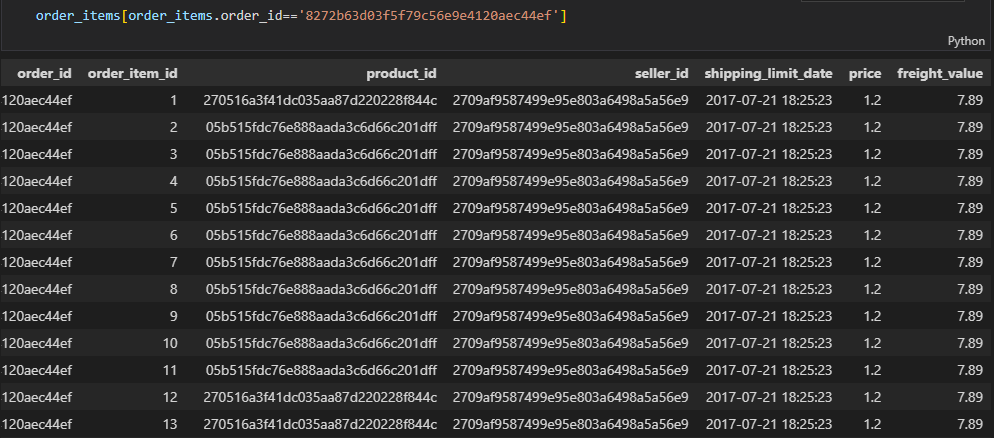 order_items[order_items.order_id=='8272b63d03f5f79c56e9e4120aec44ef']
Python
order_id order_item_id product_id seller_id shipping_limit_date price freight_value
120aec44ef 1 270516a3f41dc035aa87d220228f844c 2709af9587499e95e803a6498a5a56e9 2017-07-21 18:25:23 1.2 7.89
120aec44ef 2 05b515fdc76e888aada3c6d66c201dff 2709af9587499e95e803a6498a5a56e9 2017-07-21 18:25:23 1.2 7.89
120aec44ef 3 05b515fdc76e888aada3c6d66c201dff 2709af9587499e95e803a6498a5a56e9 2017-07-21 18:25:23 1.2 7.89
120aec44ef 4 05b515fdc76e888aada3c6d66c201dff 2709af9587499e95e803a6498a5a56e9 2017-07-21 18:25:23 1.2 7.89
120aec44ef 5 05b515fdc76e888aada3c6d66c201dff 2709af9587499e95e803a6498a5a56e9 2017-07-21 18:25:23 1.2 7.89
120aec44ef 6 05b515fdc76e888aada3c6d66c201dff 2709af9587499e95e803a6498a5a56e9 2017-07-21 18:25:23 1.2 7.89
120aec44ef 7 05b515fdc76e888aada3c6d66c201dff 2709af9587499e95e803a6498a5a56e9 2017-07-21 18:25:23 1.2 7.89
120aec44ef 8 05b515fdc76e888aada3c6d66c201dff 2709af9587499e95e803a6498a5a56e9 2017-07-21 18:25:23 1.2 7.89
120aec44ef 9 05b515fdc76e888aada3c6d66c201dff 2709af9587499e95e803a6498a5a56e9 2017-07-21 18:25:23 1.2 7.89
120aec44ef 10 05b515fdc76e888aada3c6d66c201dff 2709af9587499e95e803a6498a5a56e9 2017-07-21 18:25:23 1.2 7.89
120aec44ef 11 05b515fdc76e888aada3c6d66c201dff 2709af9587499e95e803a6498a5a56e9 2017-07-21 18:25:23 1.2 7.89
120aec44ef 12 270516a3f41dc035aa87d220228f844c 2709af9587499e95e803a6498a5a56e9 2017-07-21 18:25:23 1.2 7.89
120aec44ef 13 270516a3f41dc035aa87d220228f844c 2709af9587499e95e803a6498a5a56e9 2017-07-21 18:25:23 1.2 7.89